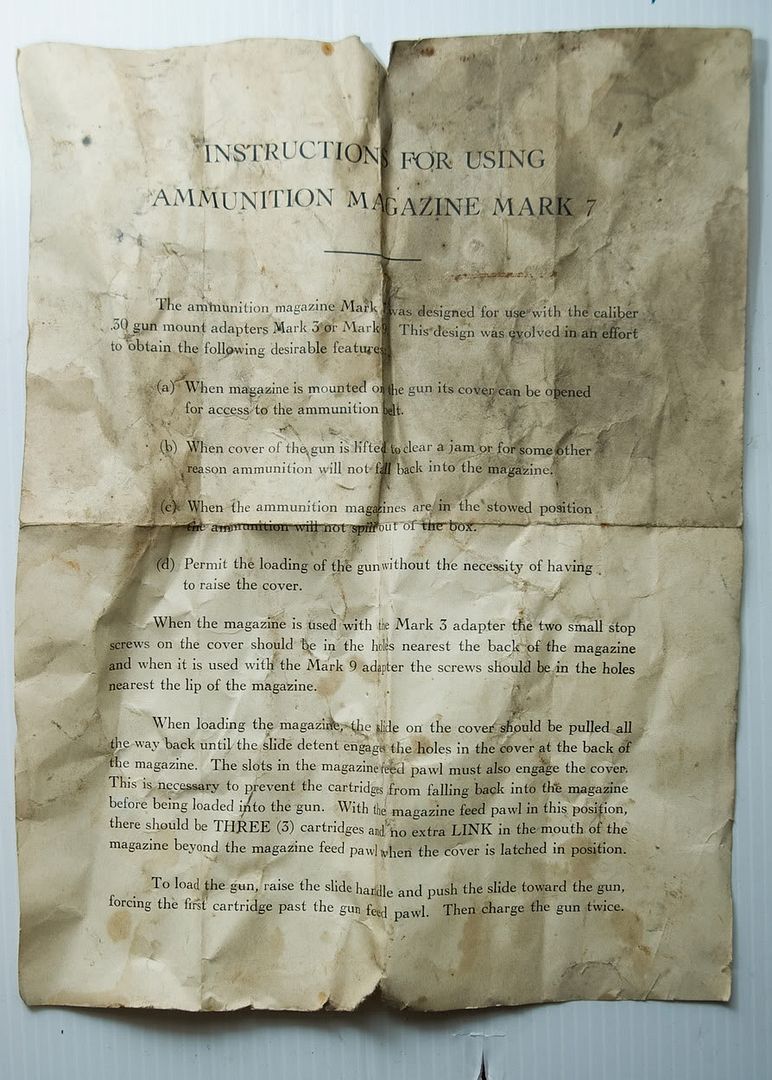 INSTRUCTIONS FOR USING
AMMUNITION MAGAZINE MARK 7
The ammunition magazine Mark 7 was designed for use with the caliber
.30 gun mount adapters Mark 3 or Mark 9. This design was evolved in an effort
to obtain the following desirable features:
(a) When magazine is mounted on the gun its cover can be opened
for access to the ammunition belt.
(b) When cover of the gun is lifted to clear a jam or for some other
reason ammunition will not fall back into the magazine.
(c) When the ammunition magazines are in the stowed position
the ammunition will not spill out of the box.
(d) Permit the loading of the gun without the necessity of having
to raise the cover.
When the magazine is used with the Mark 3 adapter the two small stop
screws on the cover should be in the holes nearest the back of the magazine
and when it is used with the Mark 9 adapter the screws should be in the holes
nearest the lip of the magazine.
When loading the magazine, the slide on the cover should be pulled all
the way back until the slide detent engage the holes in the cover at the back of
the magazine. The slots in the magazine feed pawl must also engage the cover.
This is necessary to prevent the cartridges from falling back into the magazine
before being loaded into the gun. With the magazine feed pawl in this position,
there should be THREE (3) cartridges and no extra LINK in the mouth of the
magazine beyond the magazine feed pawl when the cover is latched in position.
To load the gun, raise the slide handle and push the slide toward the gun,
forcing the first cartridge past the gun feed pawl. Then charge the gun twice.